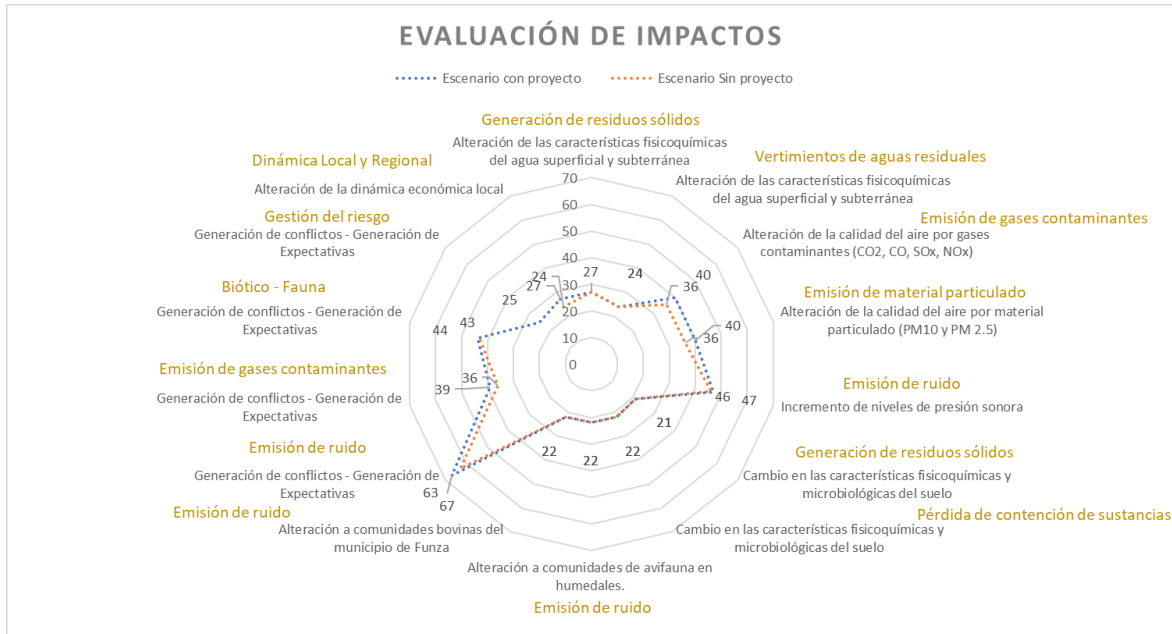 EVALUACIÓN DE IMPACTOS
Escenario con proyecto
Escenario Sin proyecto
Generación de residuos sólidos
Alteración de las características fisicoquímicas
del agua superficial y subterránea
Vertimientos de aguas residuales
Alteración de las características fisicoquímicas
del agua superficial y subterránea
Emisión de gases contaminantes
Alteración de la calidad del aire por gases
contaminantes (CO2, CO, SOx, NOx)
Emisión de material particulado
Alteración de la calidad del aire por material
particulado (PM10 y PM 2.5)
Emisión de ruido
Incremento de niveles de presión sonora
Generación de residuos sólidos
Cambio en las características fisicoquímicas y
microbiológicas del suelo
Pérdida de contención de sustancias
Cambio en las características fisicoquímicas y
microbiológicas del suelo
Alteración a comunidades de avifauna en
humedales.
Emisión de ruido
Alteración a comunidades bovinas del
municipio de Funza
Emisión de ruido
Generación de conflictos - Generación de
Expectativas
Emisión de ruido
Generación de conflictos - Generación de
Expectativas
Emisión de gases contaminantes
Generación de conflictos - Generación de
Expectativas
Biótico - Fauna
Generación de conflictos - Generación de
Expectativas
Gestión del riesgo
Alteración de la dinámica económica local
Dinámica Local y Regional
70
60
50
40
30
20
10
0
27
24
40
36
40
36
47
46
21
22
22
22
67
63
39
36
44
43
25
27
24